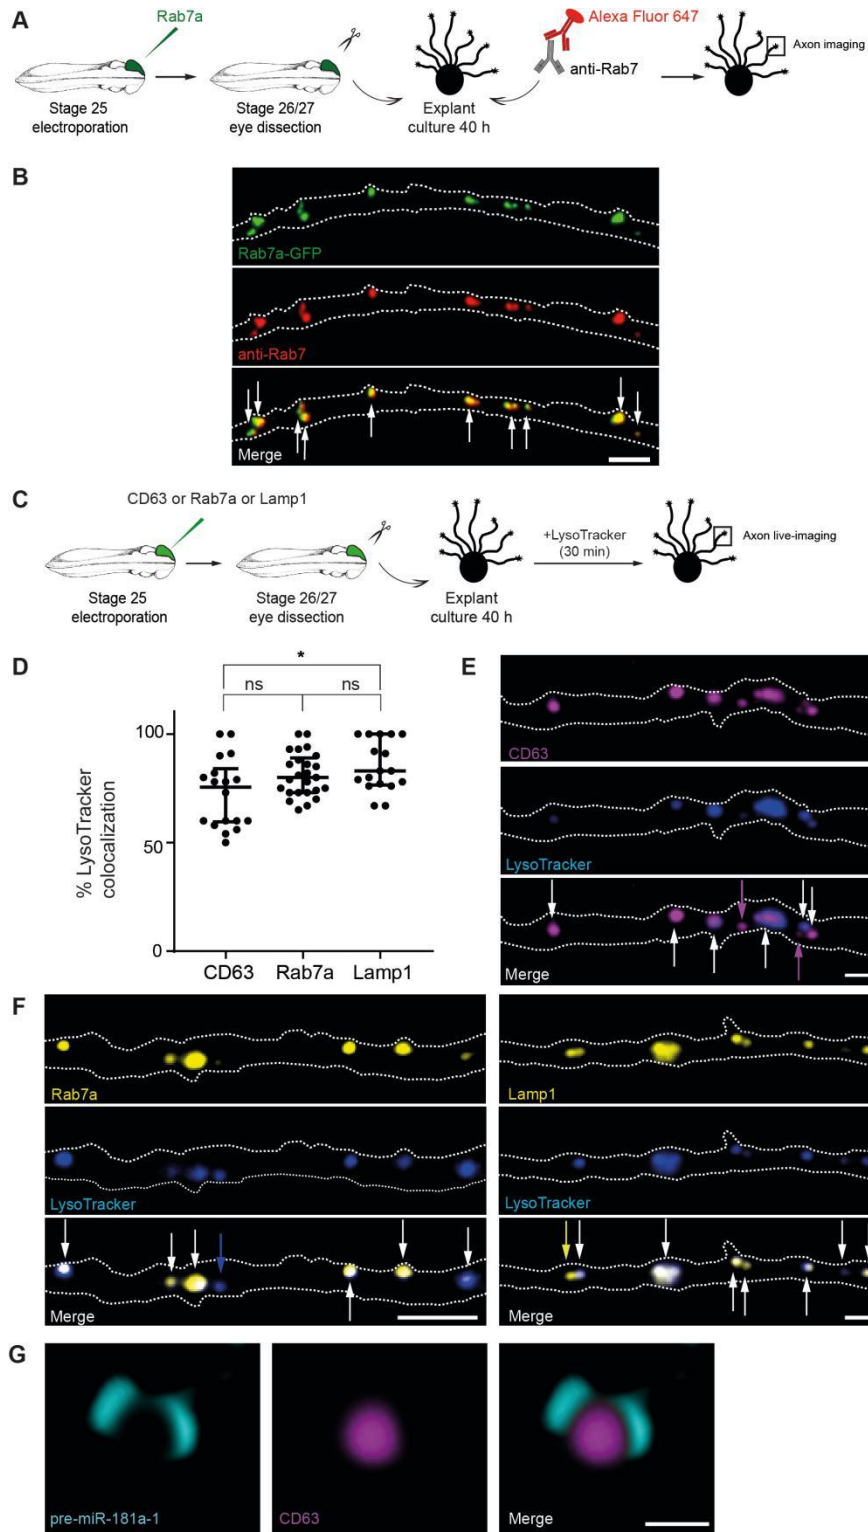 A
Rab7a
Alexa Fluor 647
anti-Rab7
Axon imaging
Stage 25
electroporation
Stage 26/27
eye dissection
Explant
culture 40 h
B
Rab7a-GFP
anti-Rab7
Merge
C
CD63 or Rab7a or Lamp1
+LysoTracker
(30 min)
Axon live-imaging
Stage 25
electroporation
Stage 26/27
eye dissection
Explant
culture 40 h
D
*
ns
ns
% LysoTracker
colocalization
100
50
0
CD63
Rab7a
Lamp1
E
CD63
LysoTracker
Merge
F
Rab7a
LysoTracker
Merge
Lamp1
LysoTracker
Merge
G
pre-miR-181a-1
CD63
Merge